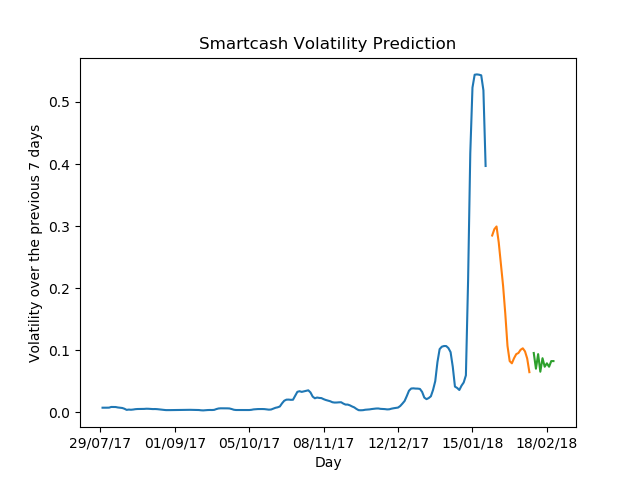 Smartcash Volatility Prediction
Volatility over the previous 7 days
0.5
0.4
0.3
0.2
0.1
0.0
29/07/17 01/09/17 05/10/17 08/11/17 12/12/17 15/01/18 18/02/18
Day